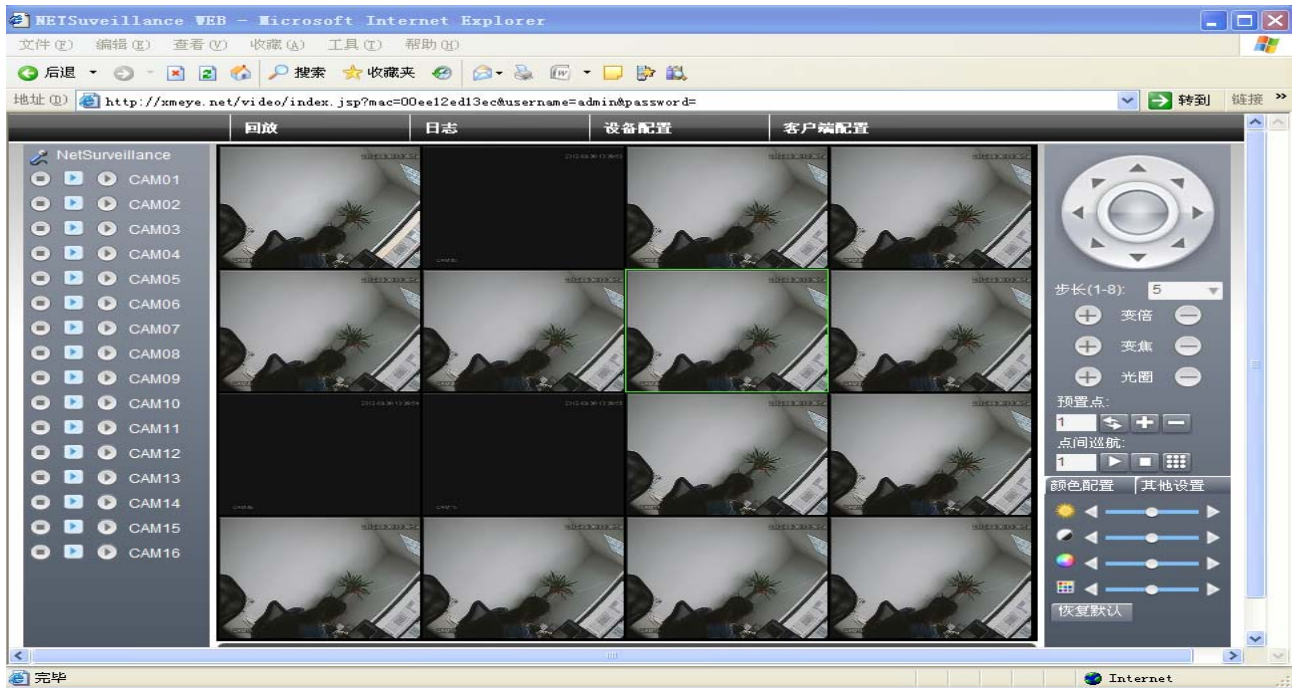 NETSuveillance WEB - Microsoft Internet Explorer
文件(F) 编辑(E) 查看(V) 收藏(A) 工具(T) 帮助(H)
后退 搜索 收藏夹
地址(D) http://xmeye.net/video/index.jsp?mac=00ee12ed13ec&username=admin&password= 转到 链接 »
回放 日志 设备配置 客户端配置
NetSurveillance
CAM01
CAM02
CAM03
CAM04
CAM05
CAM06
CAM07
CAM08
CAM09
CAM10
CAM11
CAM12
CAM13
CAM14
CAM15
CAM16
步长(1-8): 5
变倍
变焦
光圈
预置点:
1
点间巡航:
1
颜色配置 其他设置
恢复默认
完毕 Internet